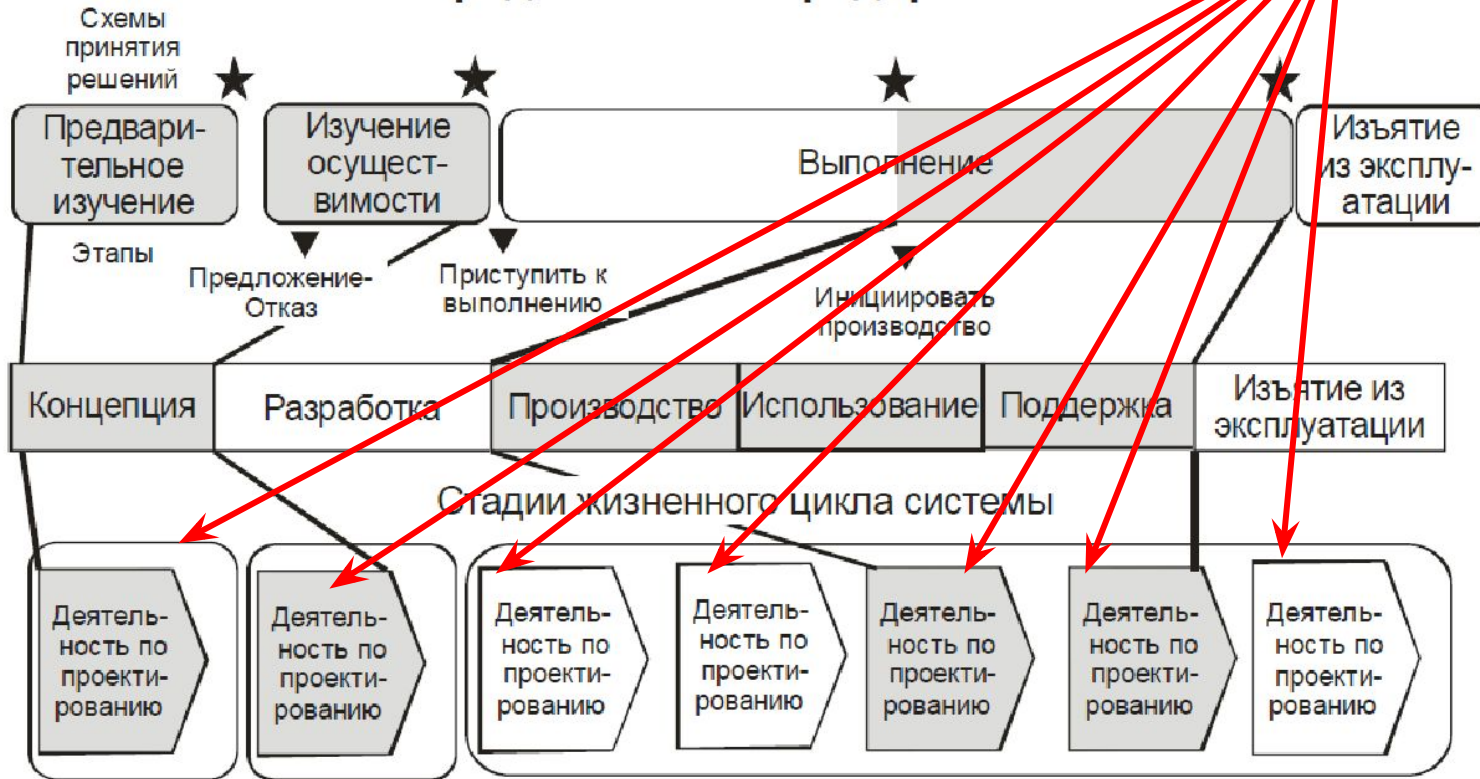 Схемы
принятия
решений
Предвари-
тельное
изучение
Изучение
осущест-
вимости
Выполнение
Изъятие
из эксплу-
атации
Этапы
Предложение-
Отказ
Приступить к
выполнению
Инициировать
производство
Концепция
Разработка
Производство
Использование
Поддержка
Изъятие из
эксплуатации
Стадии жизненного цикла системы
Деятель-
ность по
проекти-
рованию
Деятель-
ность по
проекти-
рованию
Деятель-
ность по
проекти-
рованию
Деятель-
ность по
проекти-
рованию
Деятель-
ность по
проекти-
рованию
Деятель-
ность по
проекти-
рованию
Деятель-
ность по
проекти-
рованию